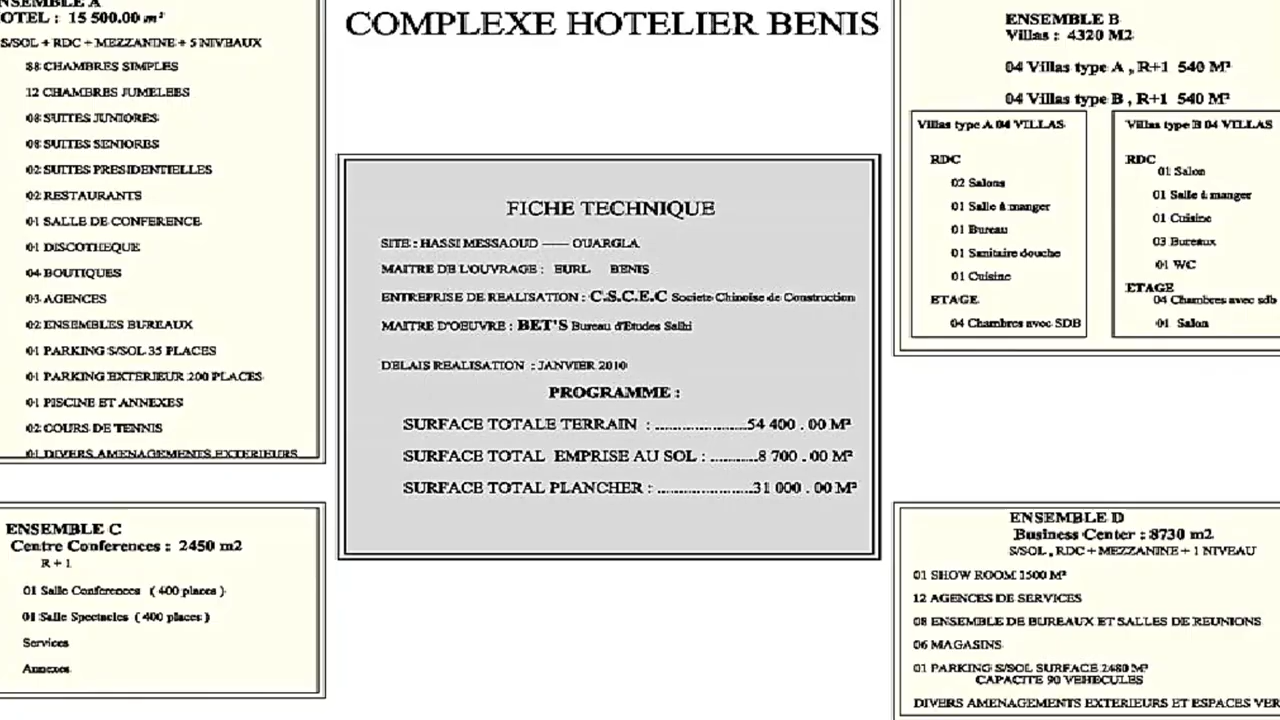 COMPLEXE HOTELIER BENIS
ENSEMBLE A
OTEL : 15 500.00 m²
S/SOL + RDC + MEZZANINE + 5 NIVEAUX
88 CHAMBRES SIMPLES
12 CHAMBRES JUMELEES
08 SUITES JUNIORES
08 SUITES SENIORES
02 SUITES PRESIDENTIELLES
02 RESTAURANTS
01 SALLE DE CONFERENCE
01 DISCOTHEQUE
04 BOUTIQUES
03 AGENCES
02 ENSEMBLES BUREAUX
01 PARKING S/SOL 35 PLACES
01 PARKING EXTERIEUR 200 PLACES
01 PISCINE ET ANNEXES
02 COURS DE TENNIS
01 DIVERS AMENAGEMENTS EXTERIEURS
FICHE TECHNIQUE
SITE : HASSI MESSAOUD —— OUARGLA
MAITRE DE L'OUVRAGE : EURL BENIS
ENTREPRISE DE REALISATION : C.S.C.E.C Societe Chinoise de Construction
MAITRE D'OEUVRE : BET'S Bureau d'Etudes Salhi
DELAIS REALISATION : JANVIER 2010
PROGRAMME :
SURFACE TOTALE TERRAIN : ...................54 400 . 00 M²
SURFACE TOTAL EMPRISE AU SOL : ..........8 700 . 00 M²
SURFACE TOTAL PLANCHER : ....................31 000 . 00 M²
ENSEMBLE B
Villas : 4320 M2
04 Villas type A , R+1 540 M²
04 Villas type B , R+1 540 M²
Villas type A 04 VILLAS
RDC
02 Salons
01 Salle à manger
01 Bureau
01 Sanitaire douche
01 Cuisine
ETAGE
04 Chambres avec SDB
Villas type B 04 VILLAS
RDC
01 Salon
01 Salle à manger
01 Cuisine
03 Bureaux
01 WC
ETAGE
04 Chambres avec sdb
01 Salon
ENSEMBLE C
Centre Conferences : 2450 m2
R + 1
01 Salle Conferences ( 400 places )
01 Salle Spectacles ( 400 places )
Services
Annexes
ENSEMBLE D
Business Center : 8730 m2
S/SOL , RDC + MEZZANINE + 1 NIVEAU
01 SHOW ROOM 1500 M²
12 AGENCES DE SERVICES
08 ENSEMBLE DE BUREAUX ET SALLES DE REUNIONS
06 MAGASINS
01 PARKING S/SOL SURFACE 2480 M²
CAPACITE 90 VEHECULES
DIVERS AMENAGEMENTS EXTERIEURS ET ESPACES VER